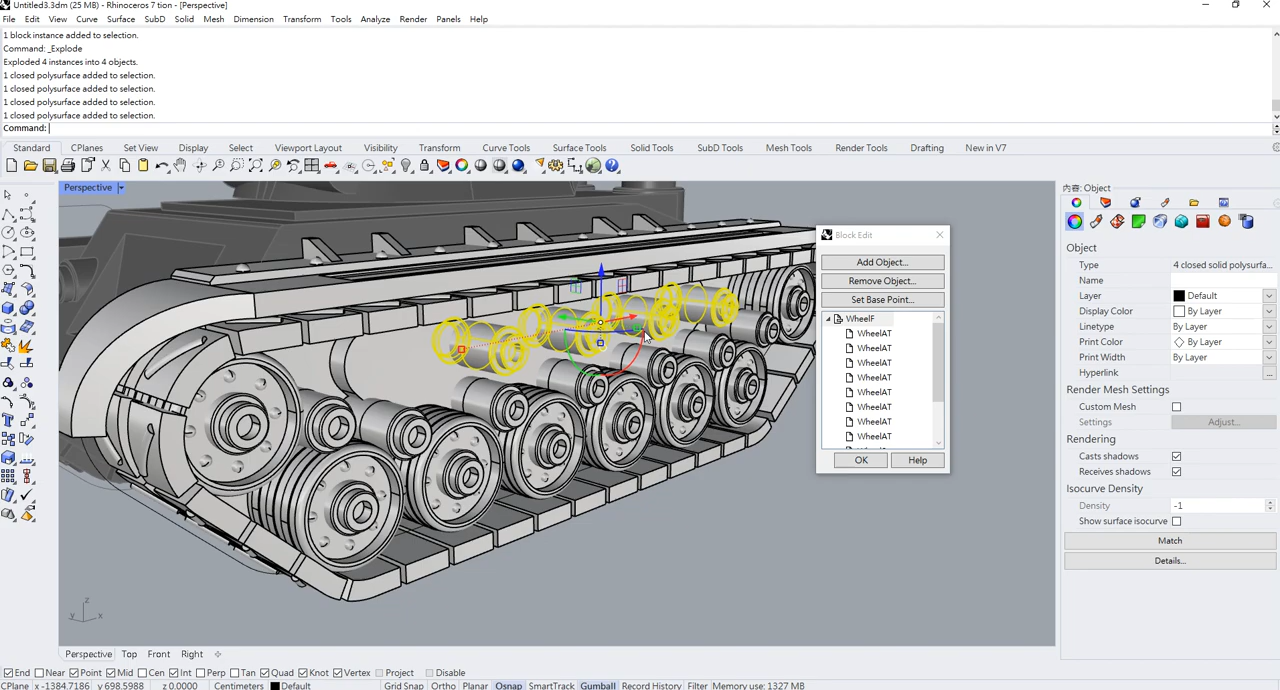 Untitled3.3dm (25 MB) - Rhinoceros 7 tion - [Perspective]
File Edit View Curve Surface SubD Solid Mesh Dimension Transform Tools Analyze Render Panels Help
1 block instance added to selection.
Command: _Explode
Exploded 4 instances into 4 objects.
1 closed polysurface added to selection.
1 closed polysurface added to selection.
1 closed polysurface added to selection.
1 closed polysurface added to selection.
Command:
Standard CPlanes Set View Display Select Viewport Layout Visibility Transform Curve Tools Surface Tools Solid Tools SubD Tools Mesh Tools Render Tools Drafting New in V7
Perspective
內容: Object
Block Edit
Add Object...
Remove Object...
Set Base Point...
WheelF
WheelAT
WheelAT
WheelAT
WheelAT
WheelAT
WheelAT
WheelAT
WheelAT
OK Help
Object
Type 4 closed solid polysurfa...
Name
Layer Default
Display Color By Layer
Linetype By Layer
Print Color By Layer
Print Width By Layer
Hyperlink ...
Render Mesh Settings
Custom Mesh
Settings Adjust...
Rendering
Casts shadows
Receives shadows
Isocurve Density
Density -1
Show surface isocurve
Match
Details...
z
y x
Perspective Top Front Right
End Near Point Mid Cen Int Perp Tan Quad Knot Vertex Project Disable
CPlane x -1384.7186 y 698.5988 z 0.0000 Centimeters Default Grid Snap Ortho Planar Osnap SmartTrack Gumball Record History Filter Memory use: 1327 MB